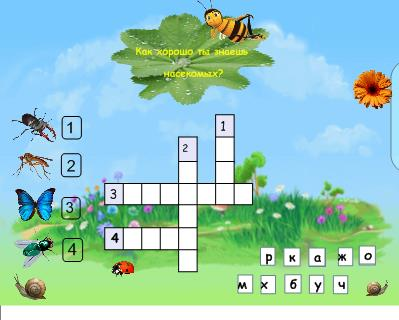 Как хорошо ты знаешь
насекомых?
1
1
2
2
3
3
4
4
р к а ж о
м х б у ч